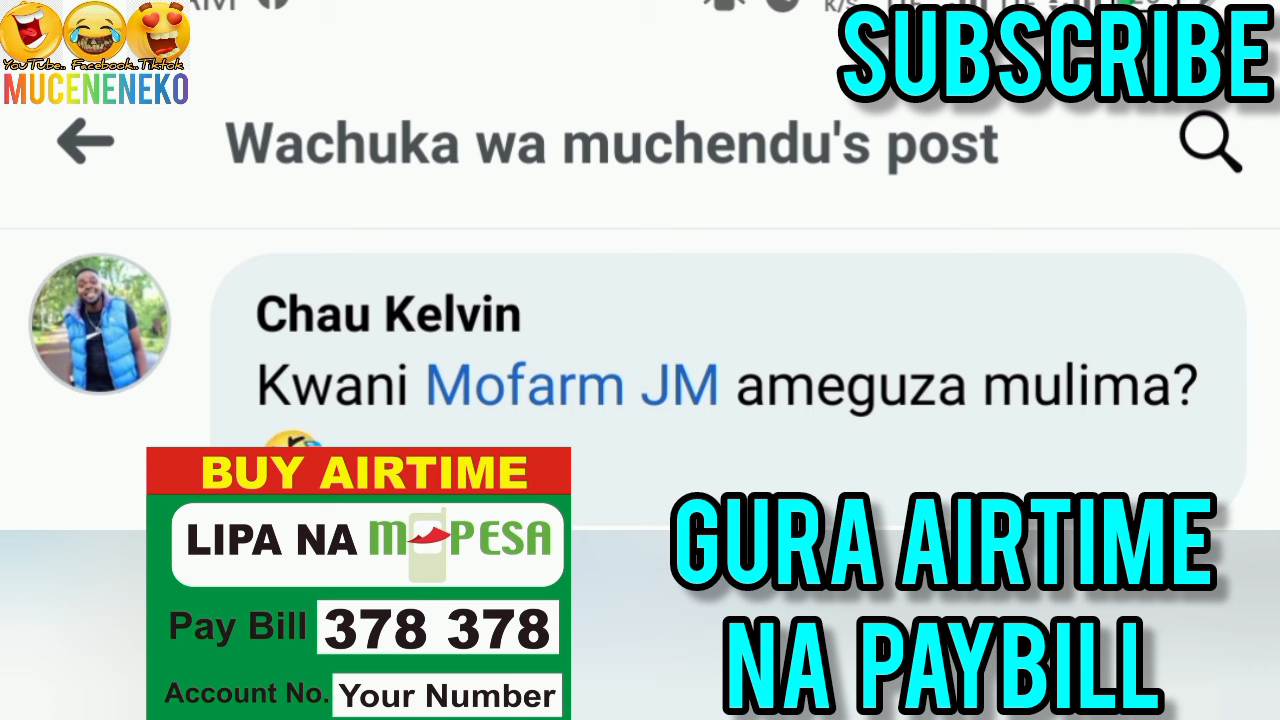 SUBSCRIBE
YouTube.. Facebook..Tiktok
MUCENENEKO
Wachuka wa muchendu's post
Chau Kelvin
Kwani Mofarm JM ameguza mulima?
BUY AIRTIME
LIPA NA M-PESA
Pay Bill 378 378
Account No. Your Number
GURA AIRTIME
NA PAYBILL